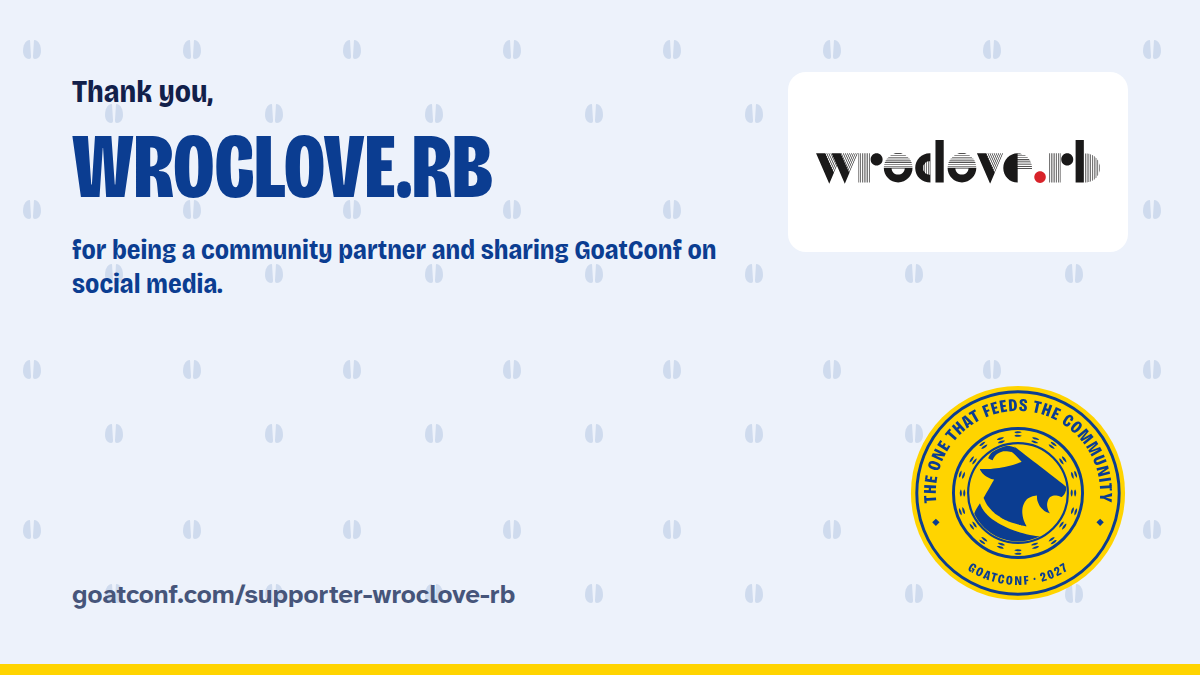 Thank you,
WROCLOVE.RB
for being a community partner and sharing GoatConf on
social media.
wroclove.rb
THE ONE THAT FEEDS THE COMMUNITY
GOATCONF · 2027
goatconf.com/supporter-wroclove-rb